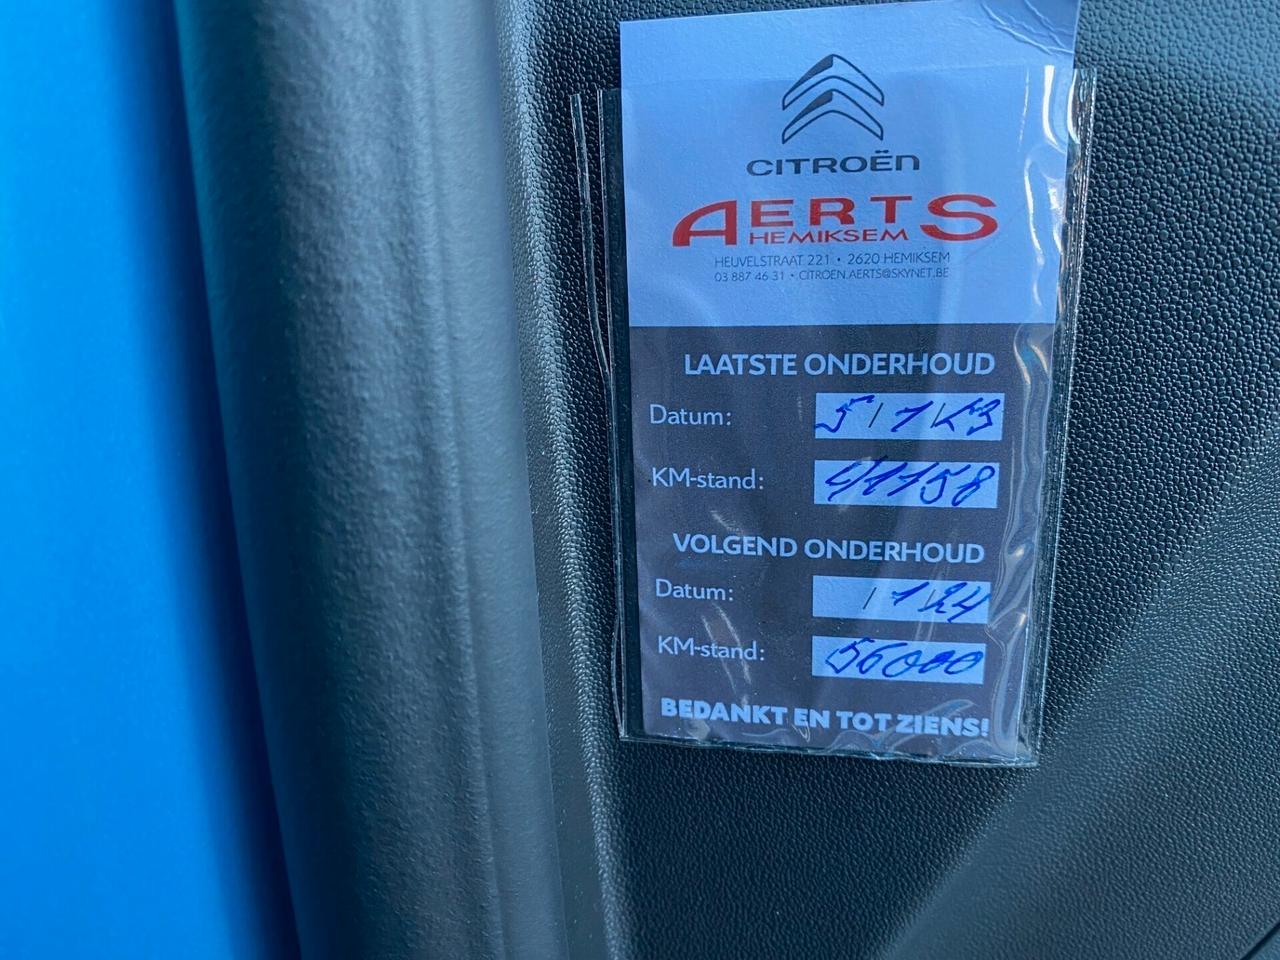 CITROËN
AERTS
HEMIKSEM
HEUVELSTRAAT 221 • 2620 HEMIKSEM
03 887 46 31 • CITROEN.AERTS@SKYNET.BE
LAATSTE ONDERHOUD
Datum: 5/1/23
KM-stand: 41158
VOLGEND ONDERHOUD
Datum: /1/24
KM-stand: 56000
BEDANKT EN TOT ZIENS!